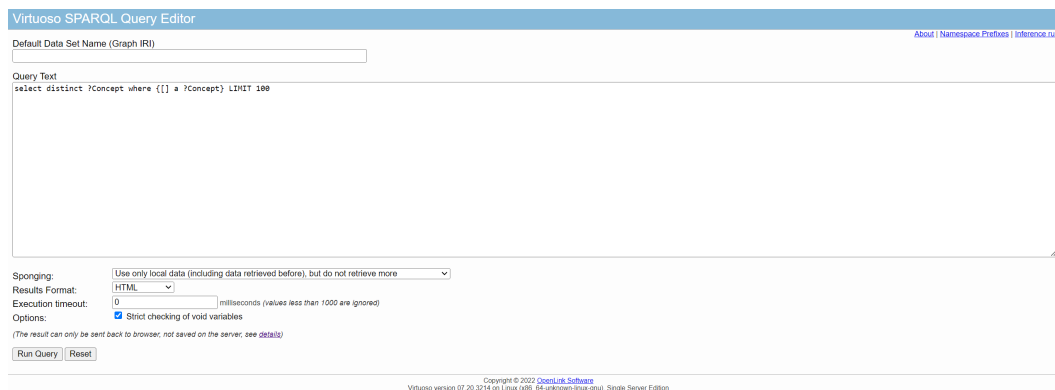 Virtuoso SPARQL Query Editor
About | Namespace Prefixes | Inference ru
Default Data Set Name (Graph IRI)
Query Text
select distinct ?Concept where {[] a ?Concept} LIMIT 100
Sponging: Use only local data (including data retrieved before), but do not retrieve more
Results Format: HTML
Execution timeout: 0 milliseconds (values less than 1000 are ignored)
Options: Strict checking of void variables
(The result can only be sent back to browser, not saved on the server, see details)
Run Query Reset
Copyright © 2022 OpenLink Software
Virtuoso version 07.20.3214 on Linux (x86_64-unknown-linux-gnu), Single Server Edition